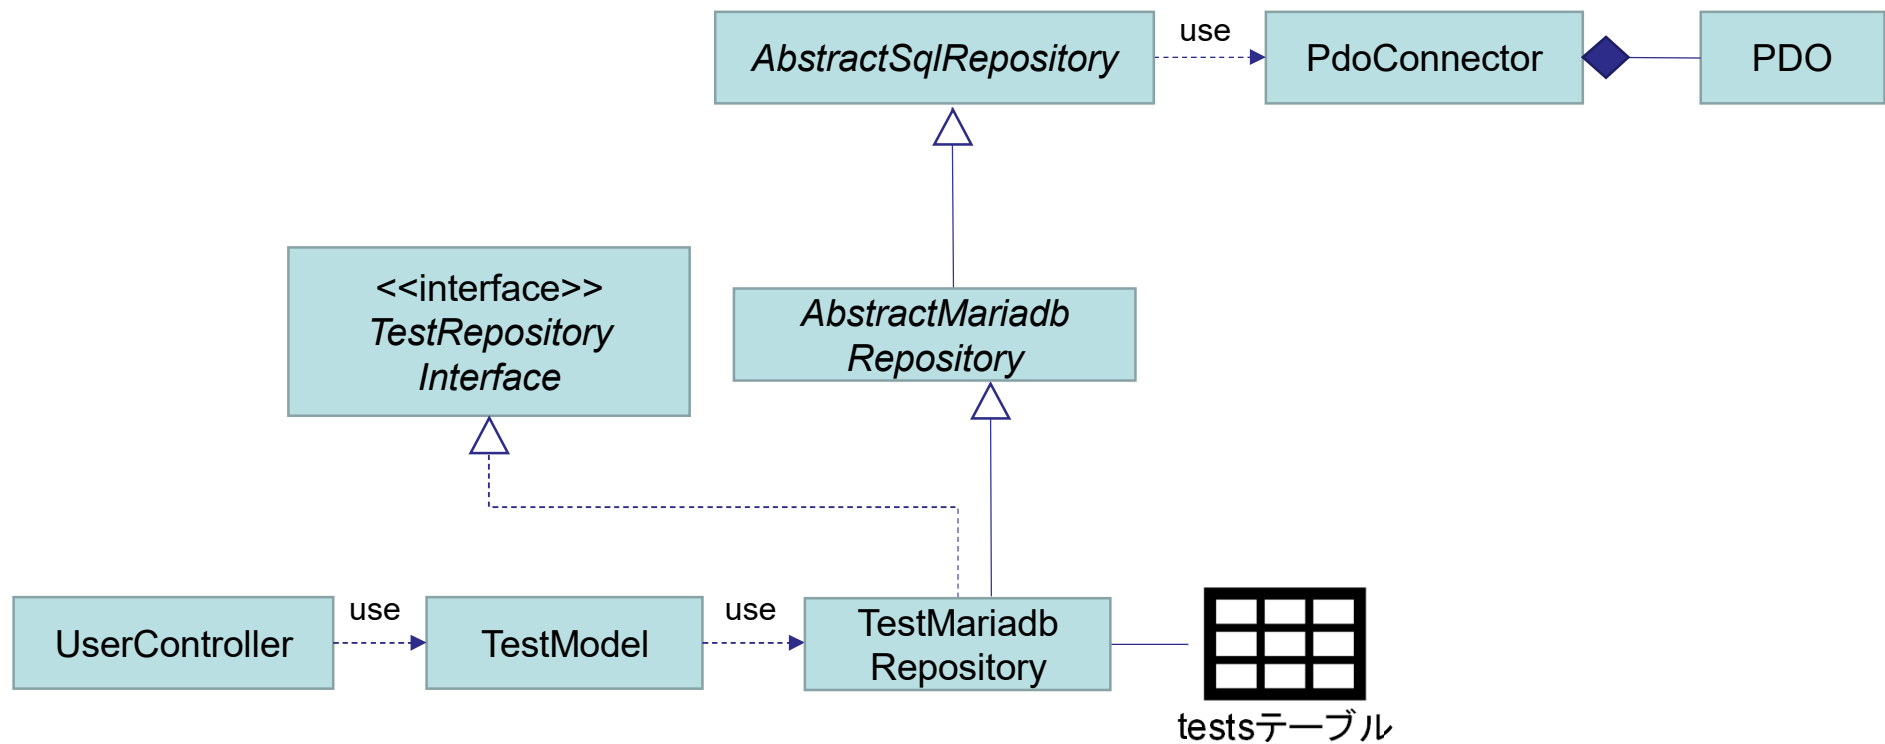 AbstractSqlRepository
use
PdoConnector
PDO
<<interface>>
TestRepository
Interface
AbstractMariadb
Repository
UserController
use
TestModel
use
TestMariadb
Repository
testsテーブル